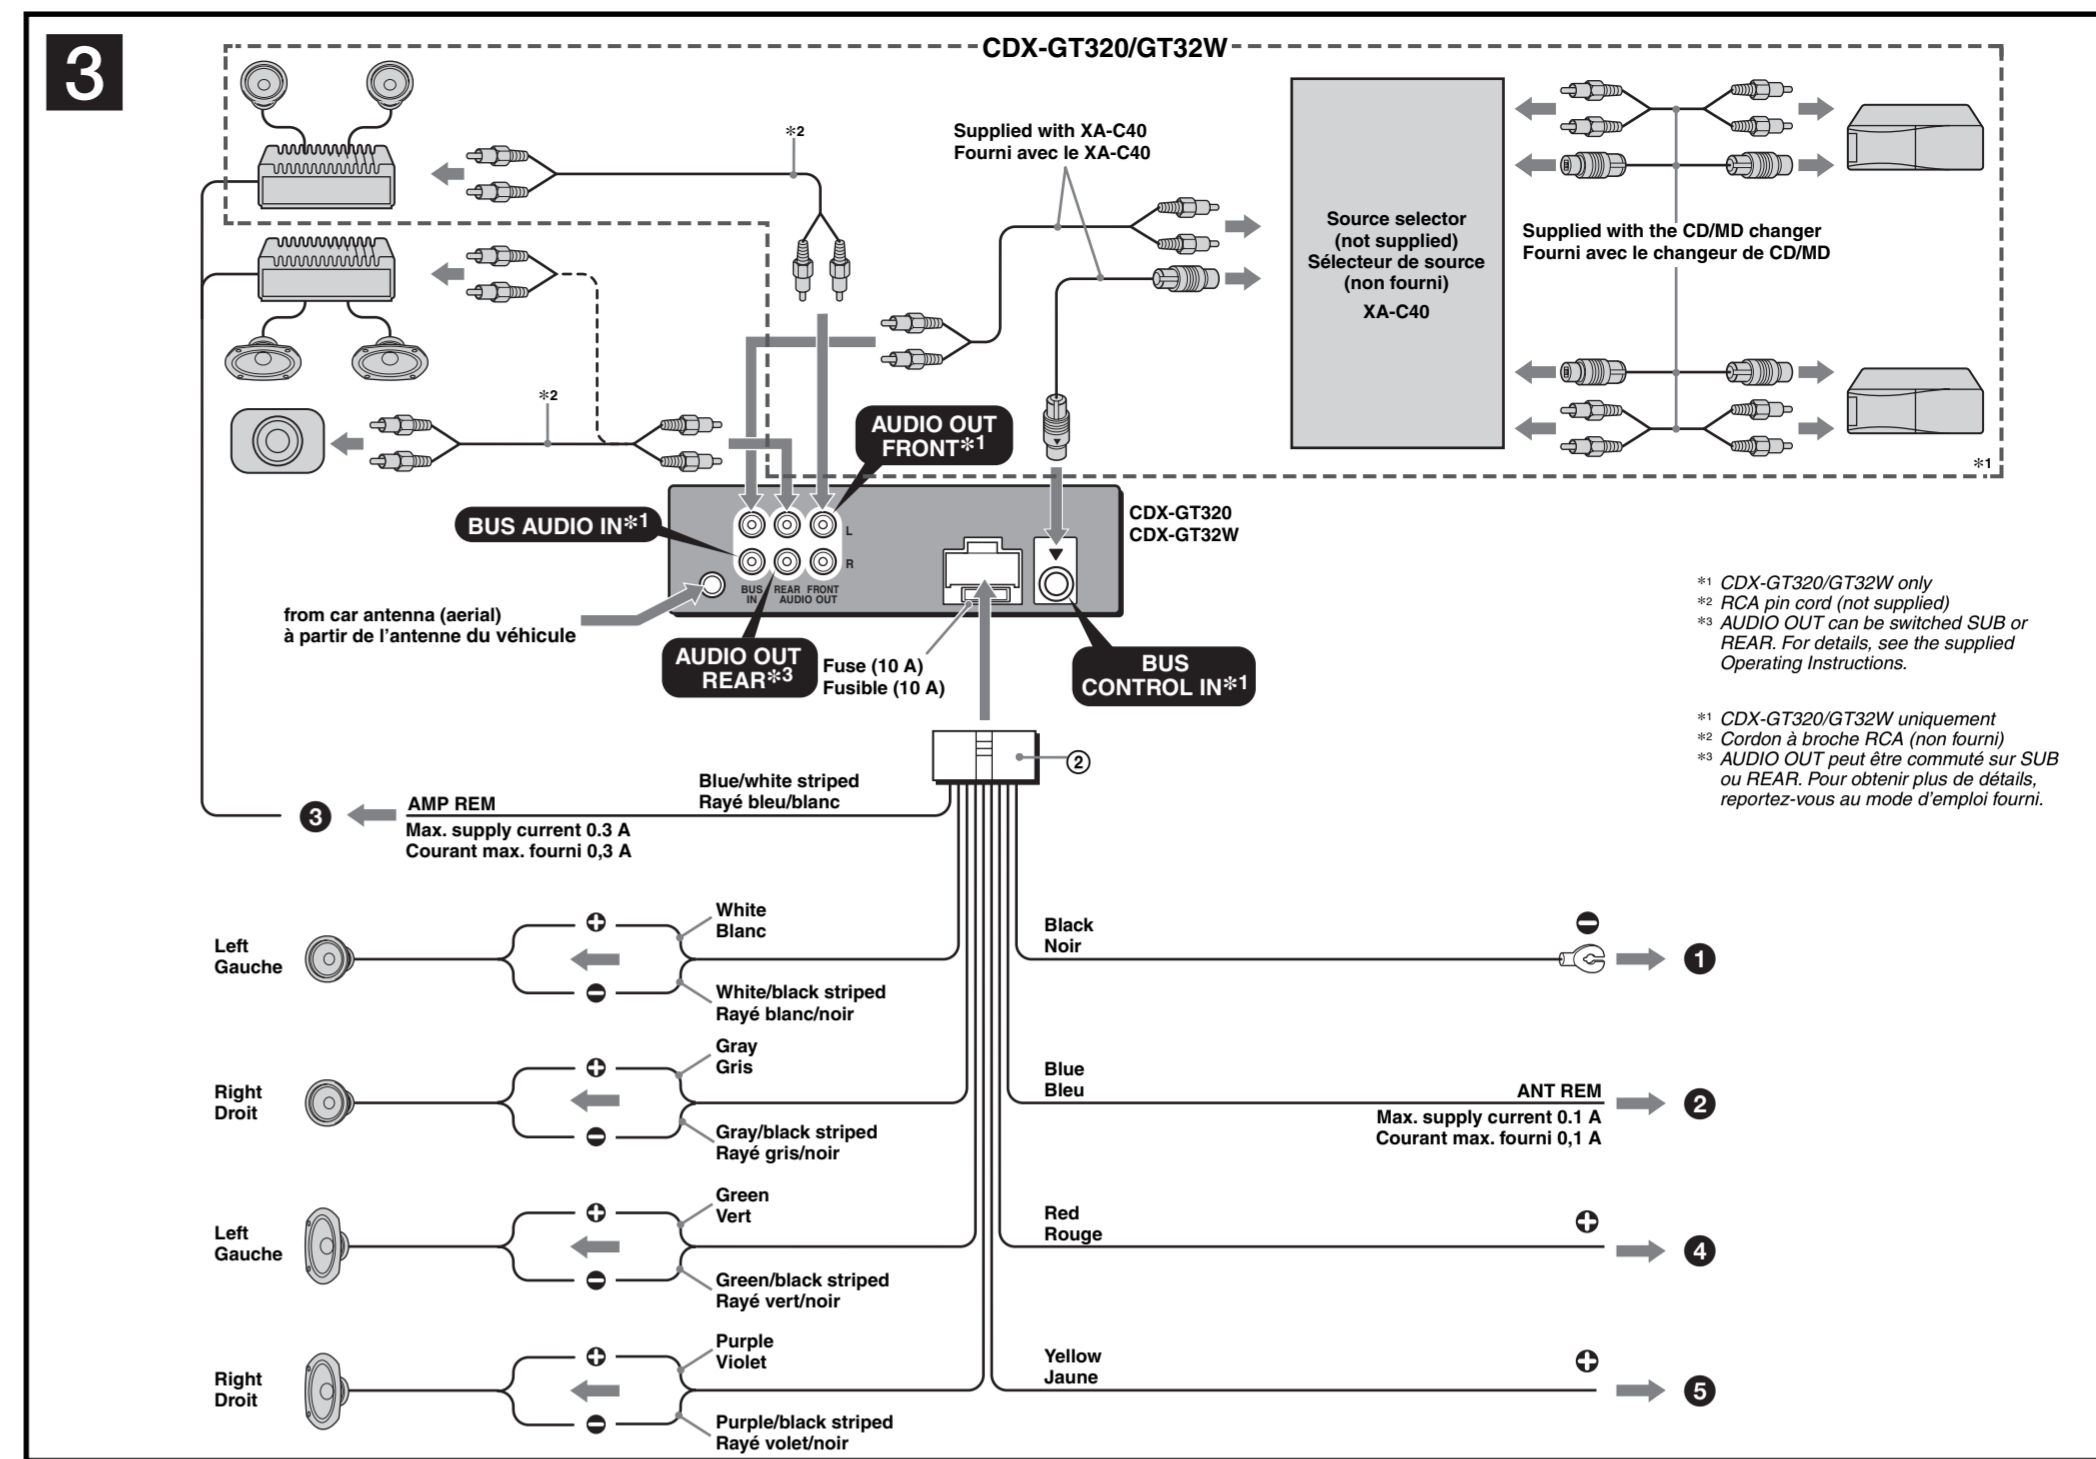 3
CDX-GT320/GT32W
*2
Supplied with XA-C40
Fourni avec le XA-C40
Source selector
(not supplied)
Sélecteur de source
(non fourni)
XA-C40
Supplied with the CD/MD changer
Fourni avec le changeur de CD/MD
*1
*2
AUDIO OUT
FRONT*1
BUS AUDIO IN*1
L
R
BUS IN
REAR FRONT
AUDIO OUT
CDX-GT320
CDX-GT32W
from car antenna (aerial)
à partir de l'antenne du véhicule
AUDIO OUT
REAR*3
Fuse (10 A)
Fusible (10 A)
BUS
CONTROL IN*1
*1 CDX-GT320/GT32W only
*2 RCA pin cord (not supplied)
*3 AUDIO OUT can be switched SUB or
REAR. For details, see the supplied
Operating Instructions.
*1 CDX-GT320/GT32W uniquement
*2 Cordon à broche RCA (non fourni)
*3 AUDIO OUT peut être commuté sur SUB
ou REAR. Pour obtenir plus de détails,
reportez-vous au mode d'emploi fourni.
②
Blue/white striped
Rayé bleu/blanc
❸
AMP REM
Max. supply current 0.3 A
Courant max. fourni 0,3 A
Left
Gauche
+
−
White
Blanc
White/black striped
Rayé blanc/noir
Black
Noir
−
❶
Right
Droit
+
−
Gray
Gris
Gray/black striped
Rayé gris/noir
Blue
Bleu
ANT REM
Max. supply current 0.1 A
Courant max. fourni 0,1 A
❷
Left
Gauche
+
−
Green
Vert
Green/black striped
Rayé vert/noir
Red
Rouge
+
❹
Right
Droit
+
−
Purple
Violet
Purple/black striped
Rayé volet/noir
Yellow
Jaune
+
❺